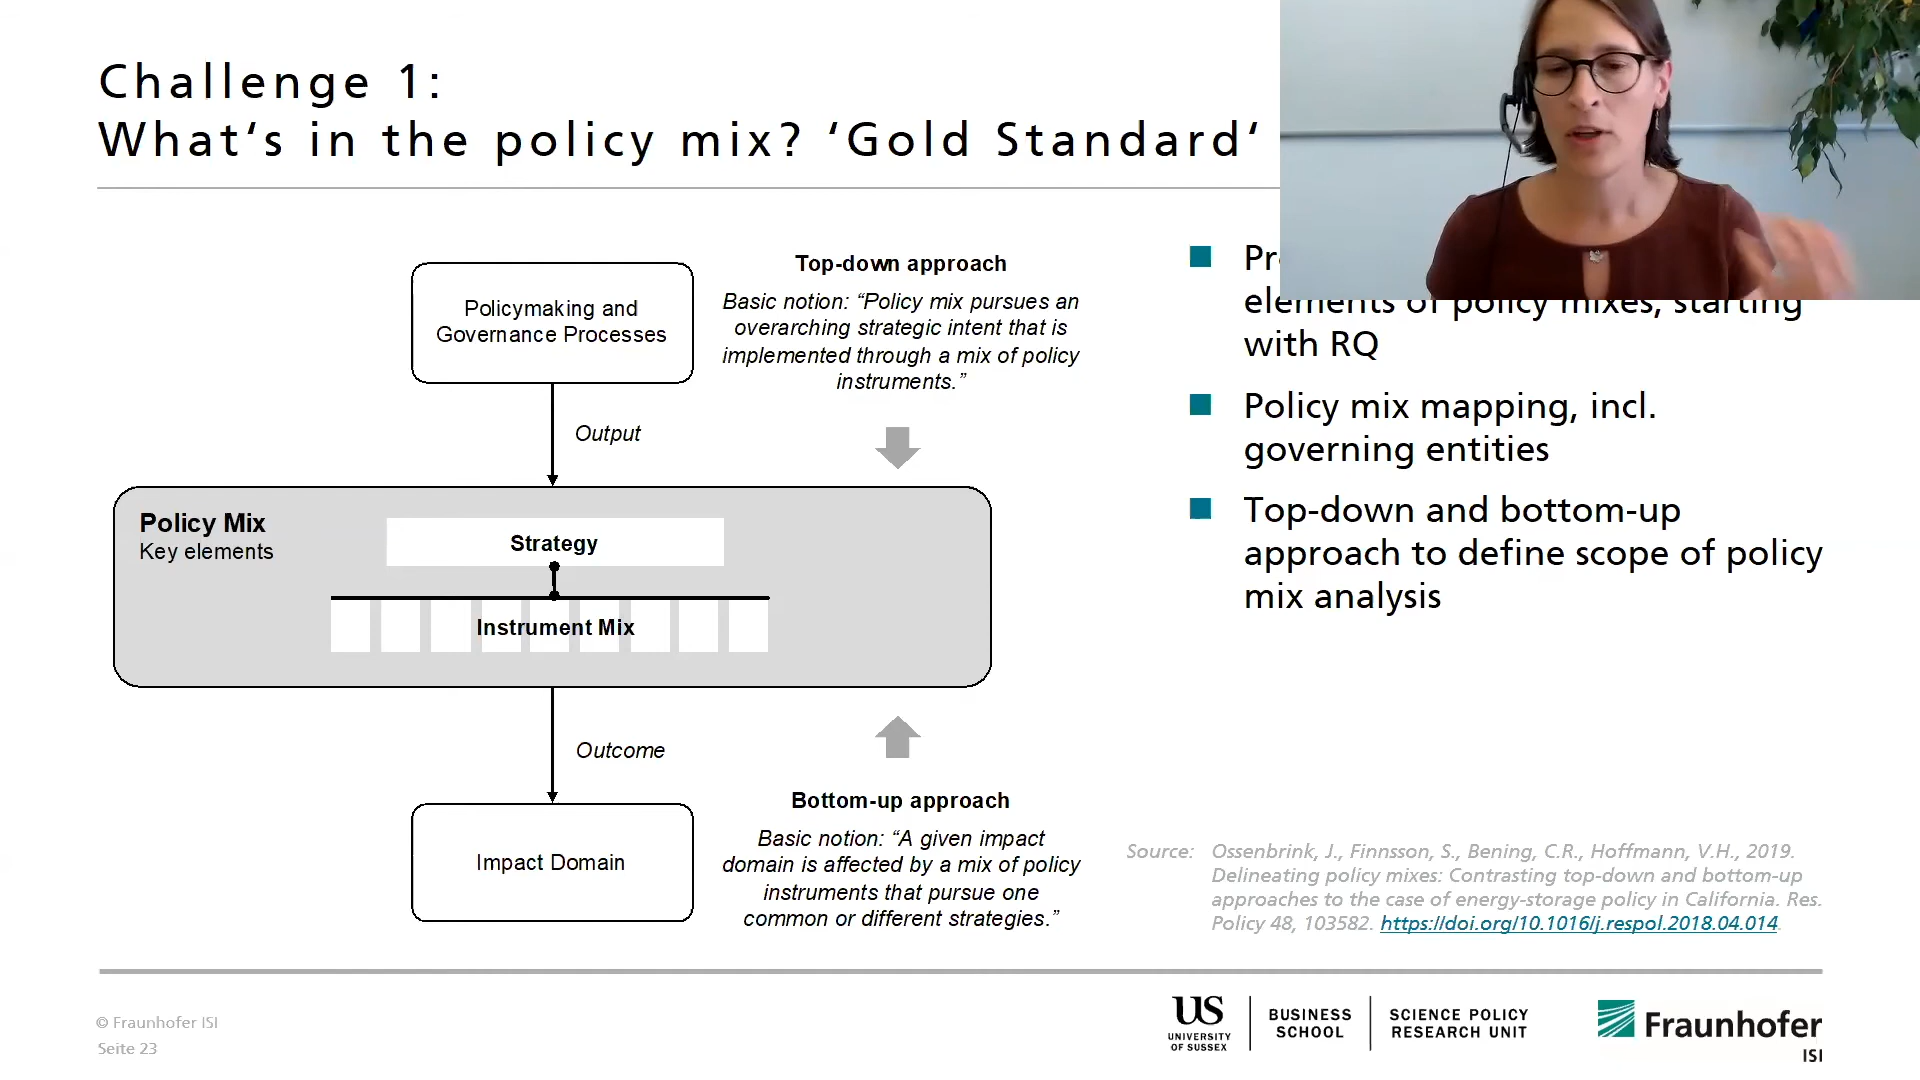 Challenge 1:
What‘s in the policy mix? ‘Gold Standard‘
Policymaking and
Governance Processes
Top-down approach
Basic notion: “Policy mix pursues an
overarching strategic intent that is
implemented through a mix of policy
instruments.”
Output
Policy Mix
Key elements
Strategy
Instrument Mix
Outcome
Impact Domain
Bottom-up approach
Basic notion: “A given impact
domain is affected by a mix of policy
instruments that pursue one
common or different strategies.”
elements of policy mixes, starting
with RQ
Policy mix mapping, incl.
governing entities
Top-down and bottom-up
approach to define scope of policy
mix analysis
Source: Ossenbrink, J., Finnsson, S., Bening, C.R., Hoffmann, V.H., 2019.
Delineating policy mixes: Contrasting top-down and bottom-up
approaches to the case of energy-storage policy in California. Res.
Policy 48, 103582. https://doi.org/10.1016/j.respol.2018.04.014.
© Fraunhofer ISI
Seite 23
US
UNIVERSITY
OF SUSSEX
BUSINESS
SCHOOL
SCIENCE POLICY
RESEARCH UNIT
Fraunhofer
ISI